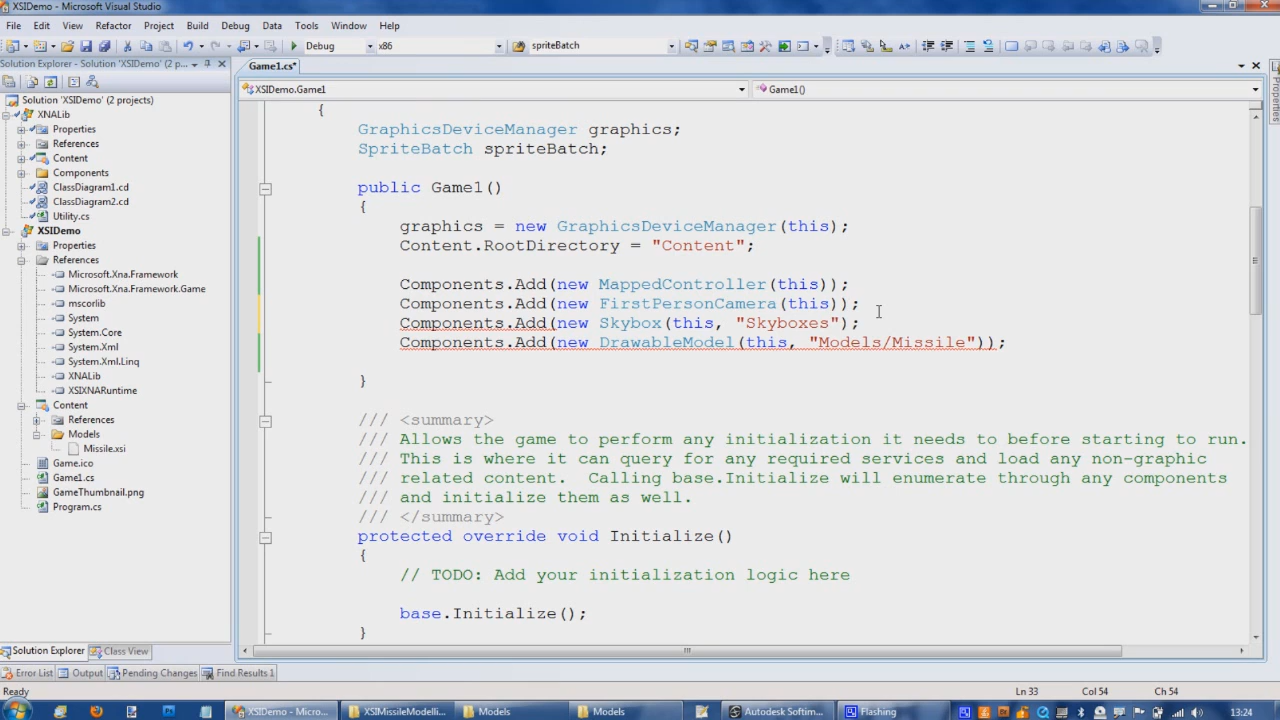 XSIDemo - Microsoft Visual Studio
File Edit View Refactor Project Build Debug Data Tools Window Help
Debug x86 spriteBatch
Solution Explorer - Solution 'XSIDemo' (2 p...
Game1.cs*
XSIDemo.Game1 Game1()
Solution 'XSIDemo' (2 projects)
XNALib
Properties
References
Content
Components
ClassDiagram1.cd
ClassDiagram2.cd
Utility.cs
XSIDemo
Properties
References
Microsoft.Xna.Framework
Microsoft.Xna.Framework.Game
mscorlib
System
System.Core
System.Xml
System.Xml.Linq
XNALib
XSIXNARuntime
Content
References
Models
Missile.xsi
Game.ico
Game1.cs
GameThumbnail.png
Program.cs
{
GraphicsDeviceManager graphics;
SpriteBatch spriteBatch;
public Game1()
{
graphics = new GraphicsDeviceManager(this);
Content.RootDirectory = "Content";
Components.Add(new MappedController(this));
Components.Add(new FirstPersonCamera(this));
Components.Add(new Skybox(this, "Skyboxes");
Components.Add(new DrawableModel(this, "Models/Missile"));
}
/// <summary>
/// Allows the game to perform any initialization it needs to before starting to run.
/// This is where it can query for any required services and load any non-graphic
/// related content.  Calling base.Initialize will enumerate through any components
/// and initialize them as well.
/// </summary>
protected override void Initialize()
{
// TODO: Add your initialization logic here
base.Initialize();
}
Properties
Solution Explorer Class View
Error List Output Pending Changes Find Results 1
Ready Ln 33 Col 54 Ch 54
XSIDemo - Micro... XSIMissileModelli... Models Models Autodesk Softim... Flashing 13:24